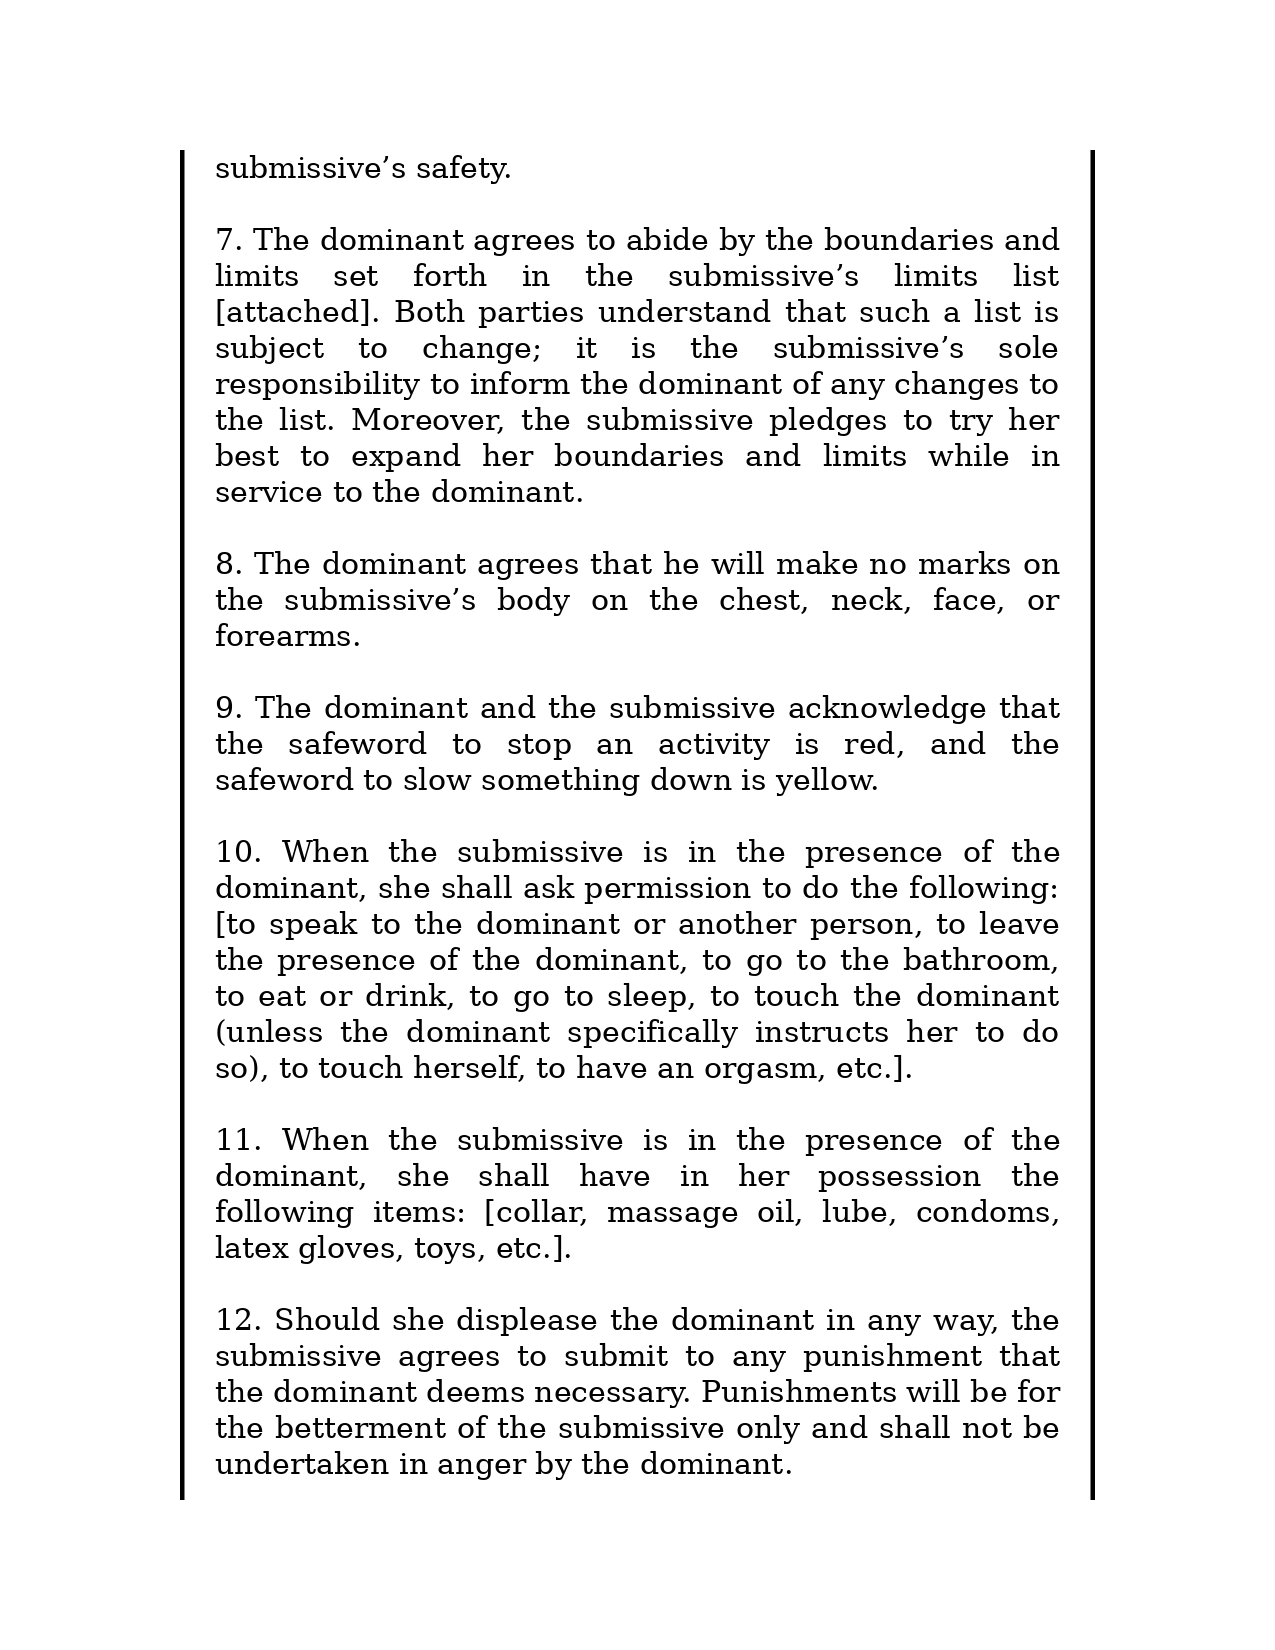 submissive’s safety.
7. The dominant agrees to abide by the boundaries and
limits set forth in the submissive’s limits list
[attached]. Both parties understand that such a list is
subject to change; it is the submissive’s sole
responsibility to inform the dominant of any changes to
the list. Moreover, the submissive pledges to try her
best to expand her boundaries and limits while in
service to the dominant.
8. The dominant agrees that he will make no marks on
the submissive’s body on the chest, neck, face, or
forearms.
9. The dominant and the submissive acknowledge that
the safeword to stop an activity is red, and the
safeword to slow something down is yellow.
10. When the submissive is in the presence of the
dominant, she shall ask permission to do the following:
[to speak to the dominant or another person, to leave
the presence of the dominant, to go to the bathroom,
to eat or drink, to go to sleep, to touch the dominant
(unless the dominant specifically instructs her to do
so), to touch herself, to have an orgasm, etc.].
11. When the submissive is in the presence of the
dominant, she shall have in her possession the
following items: [collar, massage oil, lube, condoms,
latex gloves, toys, etc.].
12. Should she displease the dominant in any way, the
submissive agrees to submit to any punishment that
the dominant deems necessary. Punishments will be for
the betterment of the submissive only and shall not be
undertaken in anger by the dominant.